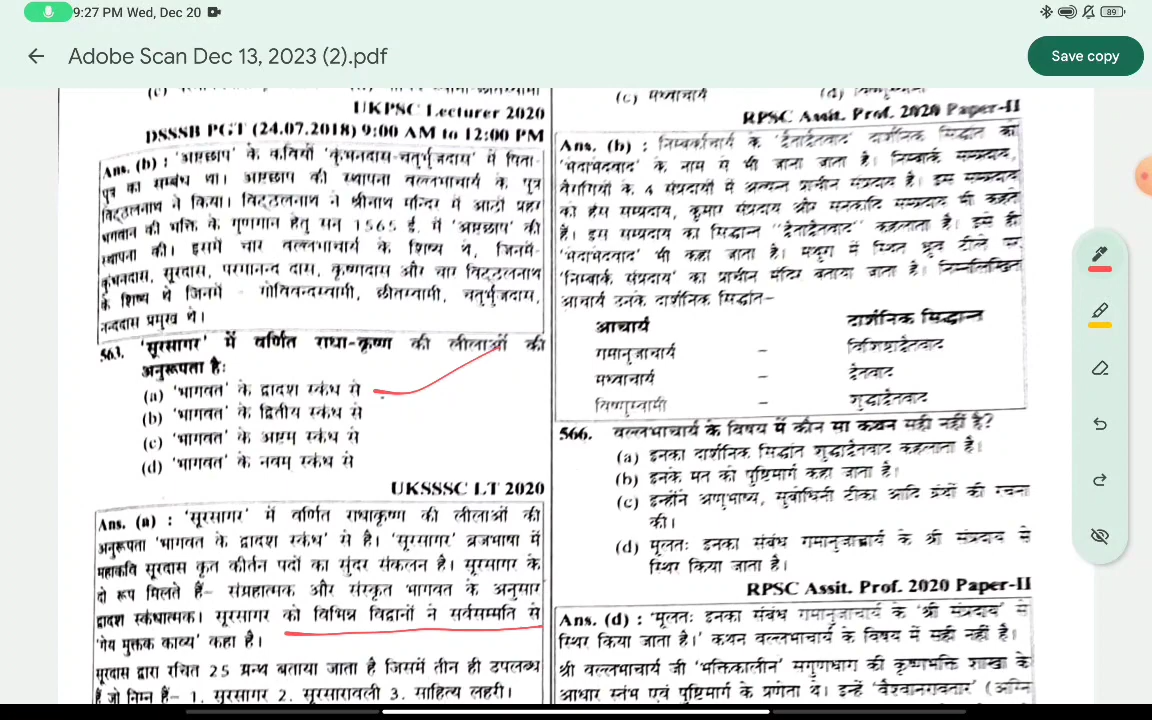 9:27 PM Wed, Dec 20
89
Adobe Scan Dec 13, 2023 (2).pdf
Save copy
UKPSC Lecturer 2020
DSSSB PGT (24.07.2018) 9:00 AM to 12:00 PM
Ans. (b) : 'अष्टछाप' के कवियों 'कुंभनदास-चतुर्भुजदास' में पिता-
पुत्र का सम्बंध था। अष्टछाप की स्थापना वल्लभाचार्य के पुत्र
विट्ठलनाथ ने किया। विट्ठलनाथ ने श्रीनाथ मन्दिर में आठों प्रहर
भगवान की भक्ति के गुणगान हेतु सन् 1565 ई. में 'अष्टछाप' की
स्थापना की। इसमें चार वल्लभाचार्य के शिष्य थे, जिनमें-
कुंभनदास, सूरदास, परमानन्द दास, कृष्णदास और चार विट्ठलनाथ
के शिष्य थे जिनमें - गोविन्दस्वामी, छीतस्वामी, चतुर्भुजदास,
नन्ददास प्रमुख थे।
563. 'सूरसागर' में वर्णित राधा-कृष्ण की लीलाओं की
अनुरूपता है:
(a) 'भागवत' के द्वादश स्कंध से
(b) 'भागवत' के द्वितीय स्कंध से
(c) 'भागवत' के अष्टम स्कंध से
(d) 'भागवत' के नवम् स्कंध से
UKSSSC LT 2020
Ans. (a) : 'सूरसागर' में वर्णित राधाकृष्ण की लीलाओं की
अनुरूपता 'भागवत के द्वादश स्कंध' से है। 'सूरसागर' ब्रजभाषा में
महाकवि सूरदास कृत कीर्तन पदों का सुंदर संकलन है। सूरसागर के
दो रूप मिलते हैं- संग्रहात्मक और संस्कृत भागवत के अनुसार
द्वादश स्कंधात्मक। सूरसागर को विभिन्न विद्वानों ने सर्वसम्मति से
'गेय मुक्तक काव्य' कहा है।
सूरदास द्वारा रचित 25 ग्रन्थ बताया जाता है जिसमें तीन ही उपलब्ध
हैं जो निम्न हैं- 1. सूरसागर 2. सूरसारावली 3. साहित्य लहरी।
(c) मध्वाचार्य
RPSC Assit. Prof. 2020 Paper-II
Ans. (b) : निम्बार्काचार्य के 'द्वैताद्वैतवाद' दार्शनिक सिद्धांत को
'भेदाभेदवाद' के नाम से भी जाना जाता है। निम्बार्क सम्प्रदाय,
वैरागियों के 4 संप्रदायों में अत्यन्त प्राचीन संप्रदाय है। इस सम्प्रदाय
को हंस सम्प्रदाय, कुमार संप्रदाय और सनकादि सम्प्रदाय भी कहते
हैं। इस सम्प्रदाय का सिद्धान्त "द्वैताद्वैतवाद" कहलाता है। इसे ही
'भेदाभेदवाद' भी कहा जाता है। मथुरा में स्थित ध्रुव टीले पर
'निम्बार्क संप्रदाय' का प्राचीन मंदिर बताया जाता है। निम्नलिखित
आचार्य उनके दार्शनिक सिद्धांत-
आचार्य दार्शनिक सिद्धान्त
रामानुजाचार्य - विशिष्टाद्वैतवाद
मध्वाचार्य - द्वैतवाद
विष्णुस्वामी - शुद्धाद्वैतवाद
566. वल्लभाचार्य के विषय में कौन सा कथन सही नहीं है?
(a) इनका दार्शनिक सिद्धांत शुद्धाद्वैतवाद कहलाता है।
(b) इनके मत को पुष्टिमार्ग कहा जाता है।
(c) इन्होंने अणुभाष्य, सुबोधिनी टीका आदि ग्रंथों की रचना
की।
(d) मूलतः इनका संबंध रामानुजाचार्य के श्री संप्रदाय से
स्थिर किया जाता है।
RPSC Assit. Prof. 2020 Paper-II
Ans. (d) : 'मूलतः इनका संबंध रामानुजाचार्य के 'श्री संप्रदाय' से
स्थिर किया जाता है।' कथन वल्लभाचार्य के विषय में सही नहीं है।
श्री वल्लभाचार्य जी 'भक्तिकालीन' सगुणधारा की कृष्णभक्ति शाखा के
आधार स्तंभ एवं पुष्टिमार्ग के प्रणेता थे। इन्हें 'वैश्वानरावतार' (अग्नि